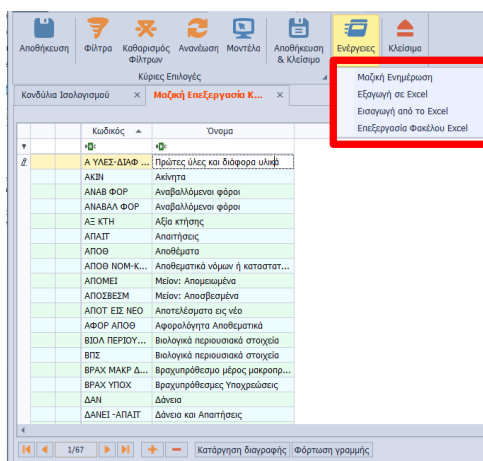 Αποθήκευση Φίλτρα Καθαρισμός Φίλτρων Ανανέωση Μοντέλα Αποθήκευση & Κλείσιμο Ενέργειες Κλείσιμο
Κύριες Επιλογές
Μαζική Ενημέρωση
Εξαγωγή σε Excel
Εισαγωγή από το Excel
Επεξεργασία Φακέλου Excel
Κονδύλια Ισολογισμού × Μαζική Επεξεργασία Κ... ×
Κωδικός Όνομα
Α ΥΛΕΣ-ΔΙΑΦ ... Πρώτες ύλες και διάφορα υλικά
ΑΚΙΝ Ακίνητα
ΑΝΑΒ ΦΟΡ Αναβαλλόμενοι φόροι
ΑΝΑΒΑΛ ΦΟΡ Αναβαλλόμενοι φόροι
ΑΞ ΚΤΗ Αξία κτήσης
ΑΠΑΙΤ Απαιτήσεις
ΑΠΟΘ Αποθέματα
ΑΠΟΘ ΝΟΜ-Κ... Αποθεματικά νόμων ή καταστατ...
ΑΠΟΜΕΙ Μείον: Απομειωμένα
ΑΠΟΣΒΕΣΜ Μείον: Αποσβεσμένα
ΑΠΟΤ ΕΙΣ ΝΕΟ Αποτελέσματα εις νέο
ΑΦΟΡ ΑΠΟΘ Αφορολόγητα Αποθεματικά
ΒΙΟΛ ΠΕΡΙΟΥ... Βιολογικά περιουσιακά στοιχεία
ΒΠΣ Βιολογικά περιουσιακά στοιχεία
ΒΡΑΧ ΜΑΚΡ Δ... Βραχυπρόθεσμο μέρος μακροπρ...
ΒΡΑΧ ΥΠΟΧ Βραχυπρόθεσμες Υποχρεώσεις
ΔΑΝ Δάνεια
ΔΑΝΕΙ -ΑΠΑΙΤ Δάνεια και Απαιτήσεις
1/67 Κατάργηση διαγραφής Φόρτωση γραμμής